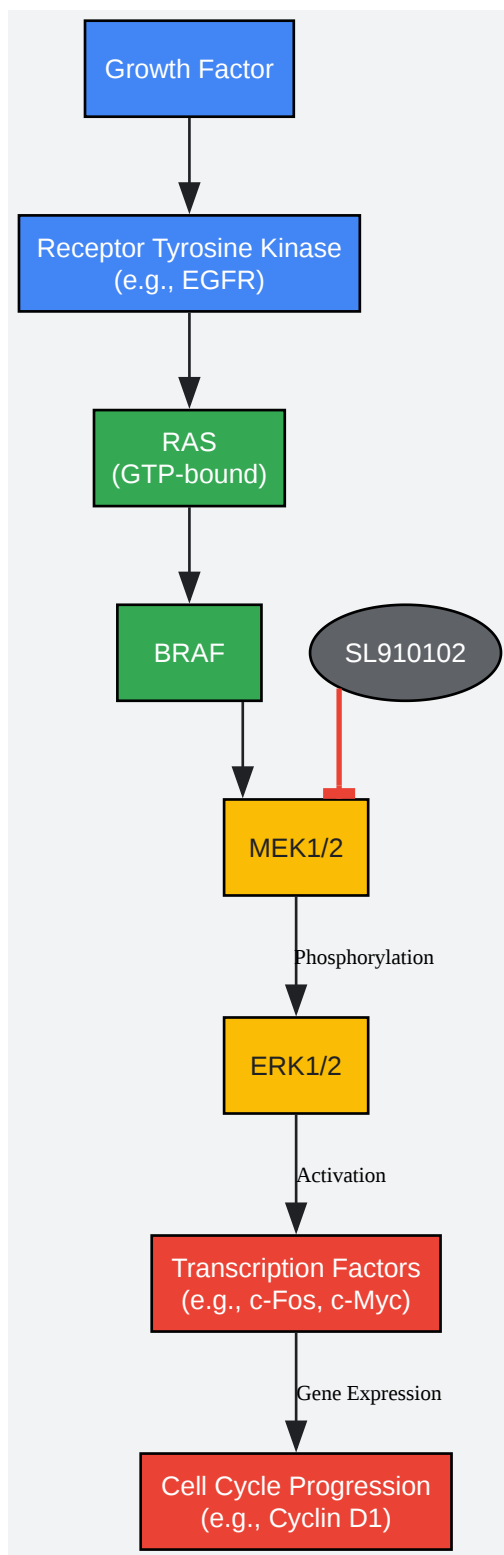 Growth Factor
Receptor Tyrosine Kinase
(e.g., EGFR)
RAS
(GTP-bound)
BRAF
SL910102
MEK1/2
Phosphorylation
ERK1/2
Activation
Transcription Factors
(e.g., c-Fos, c-Myc)
Gene Expression
Cell Cycle Progression
(e.g., Cyclin D1)